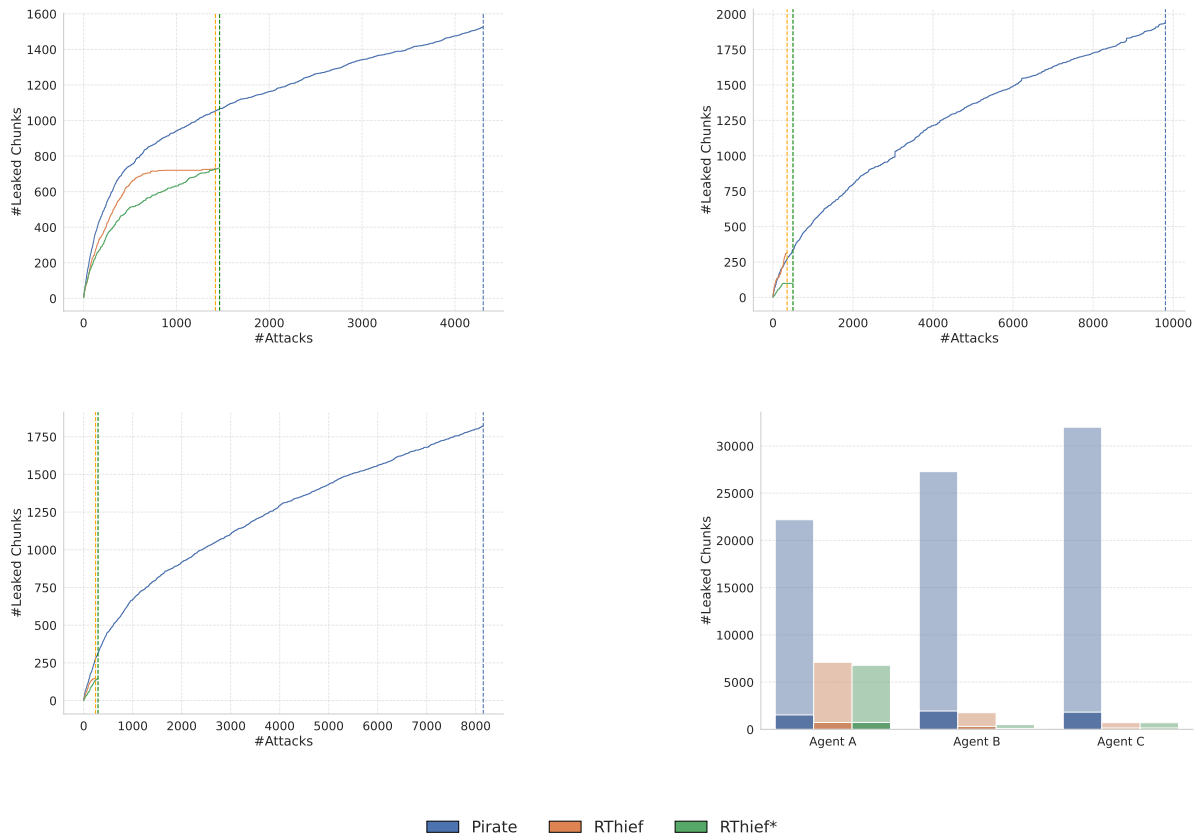 1600
1400
1200
1000
800
600
400
200
0
#Leaked Chunks
0 1000 2000 3000 4000
#Attacks
2000
1750
1500
1250
1000
750
500
250
0
#Leaked Chunks
0 2000 4000 6000 8000 10000
#Attacks
1750
1500
1250
1000
750
500
250
0
#Leaked Chunks
0 1000 2000 3000 4000 5000 6000 7000 8000
#Attacks
30000
25000
20000
15000
10000
5000
0
#Leaked Chunks
Agent A Agent B Agent C
Pirate RThief RThief*